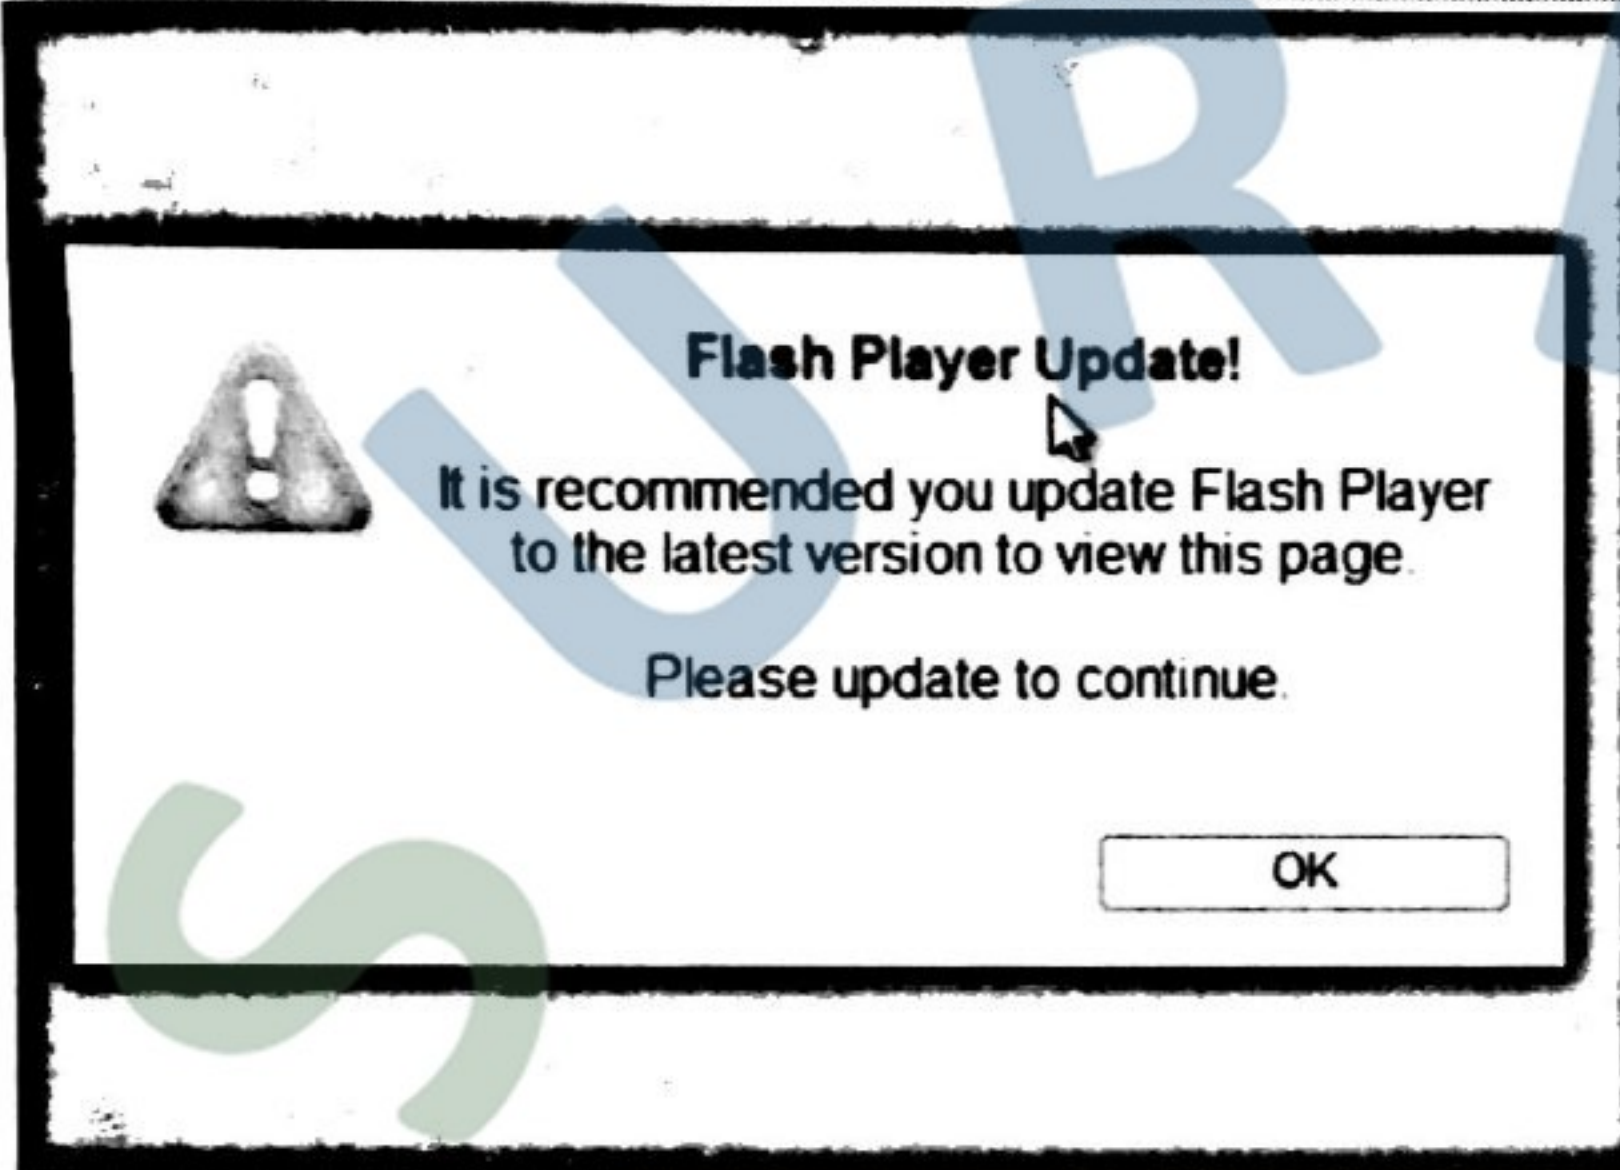 Flash Player Update!
It is recommended you update Flash Player
to the latest version to view this page.
Please update to continue.
OK
S U R